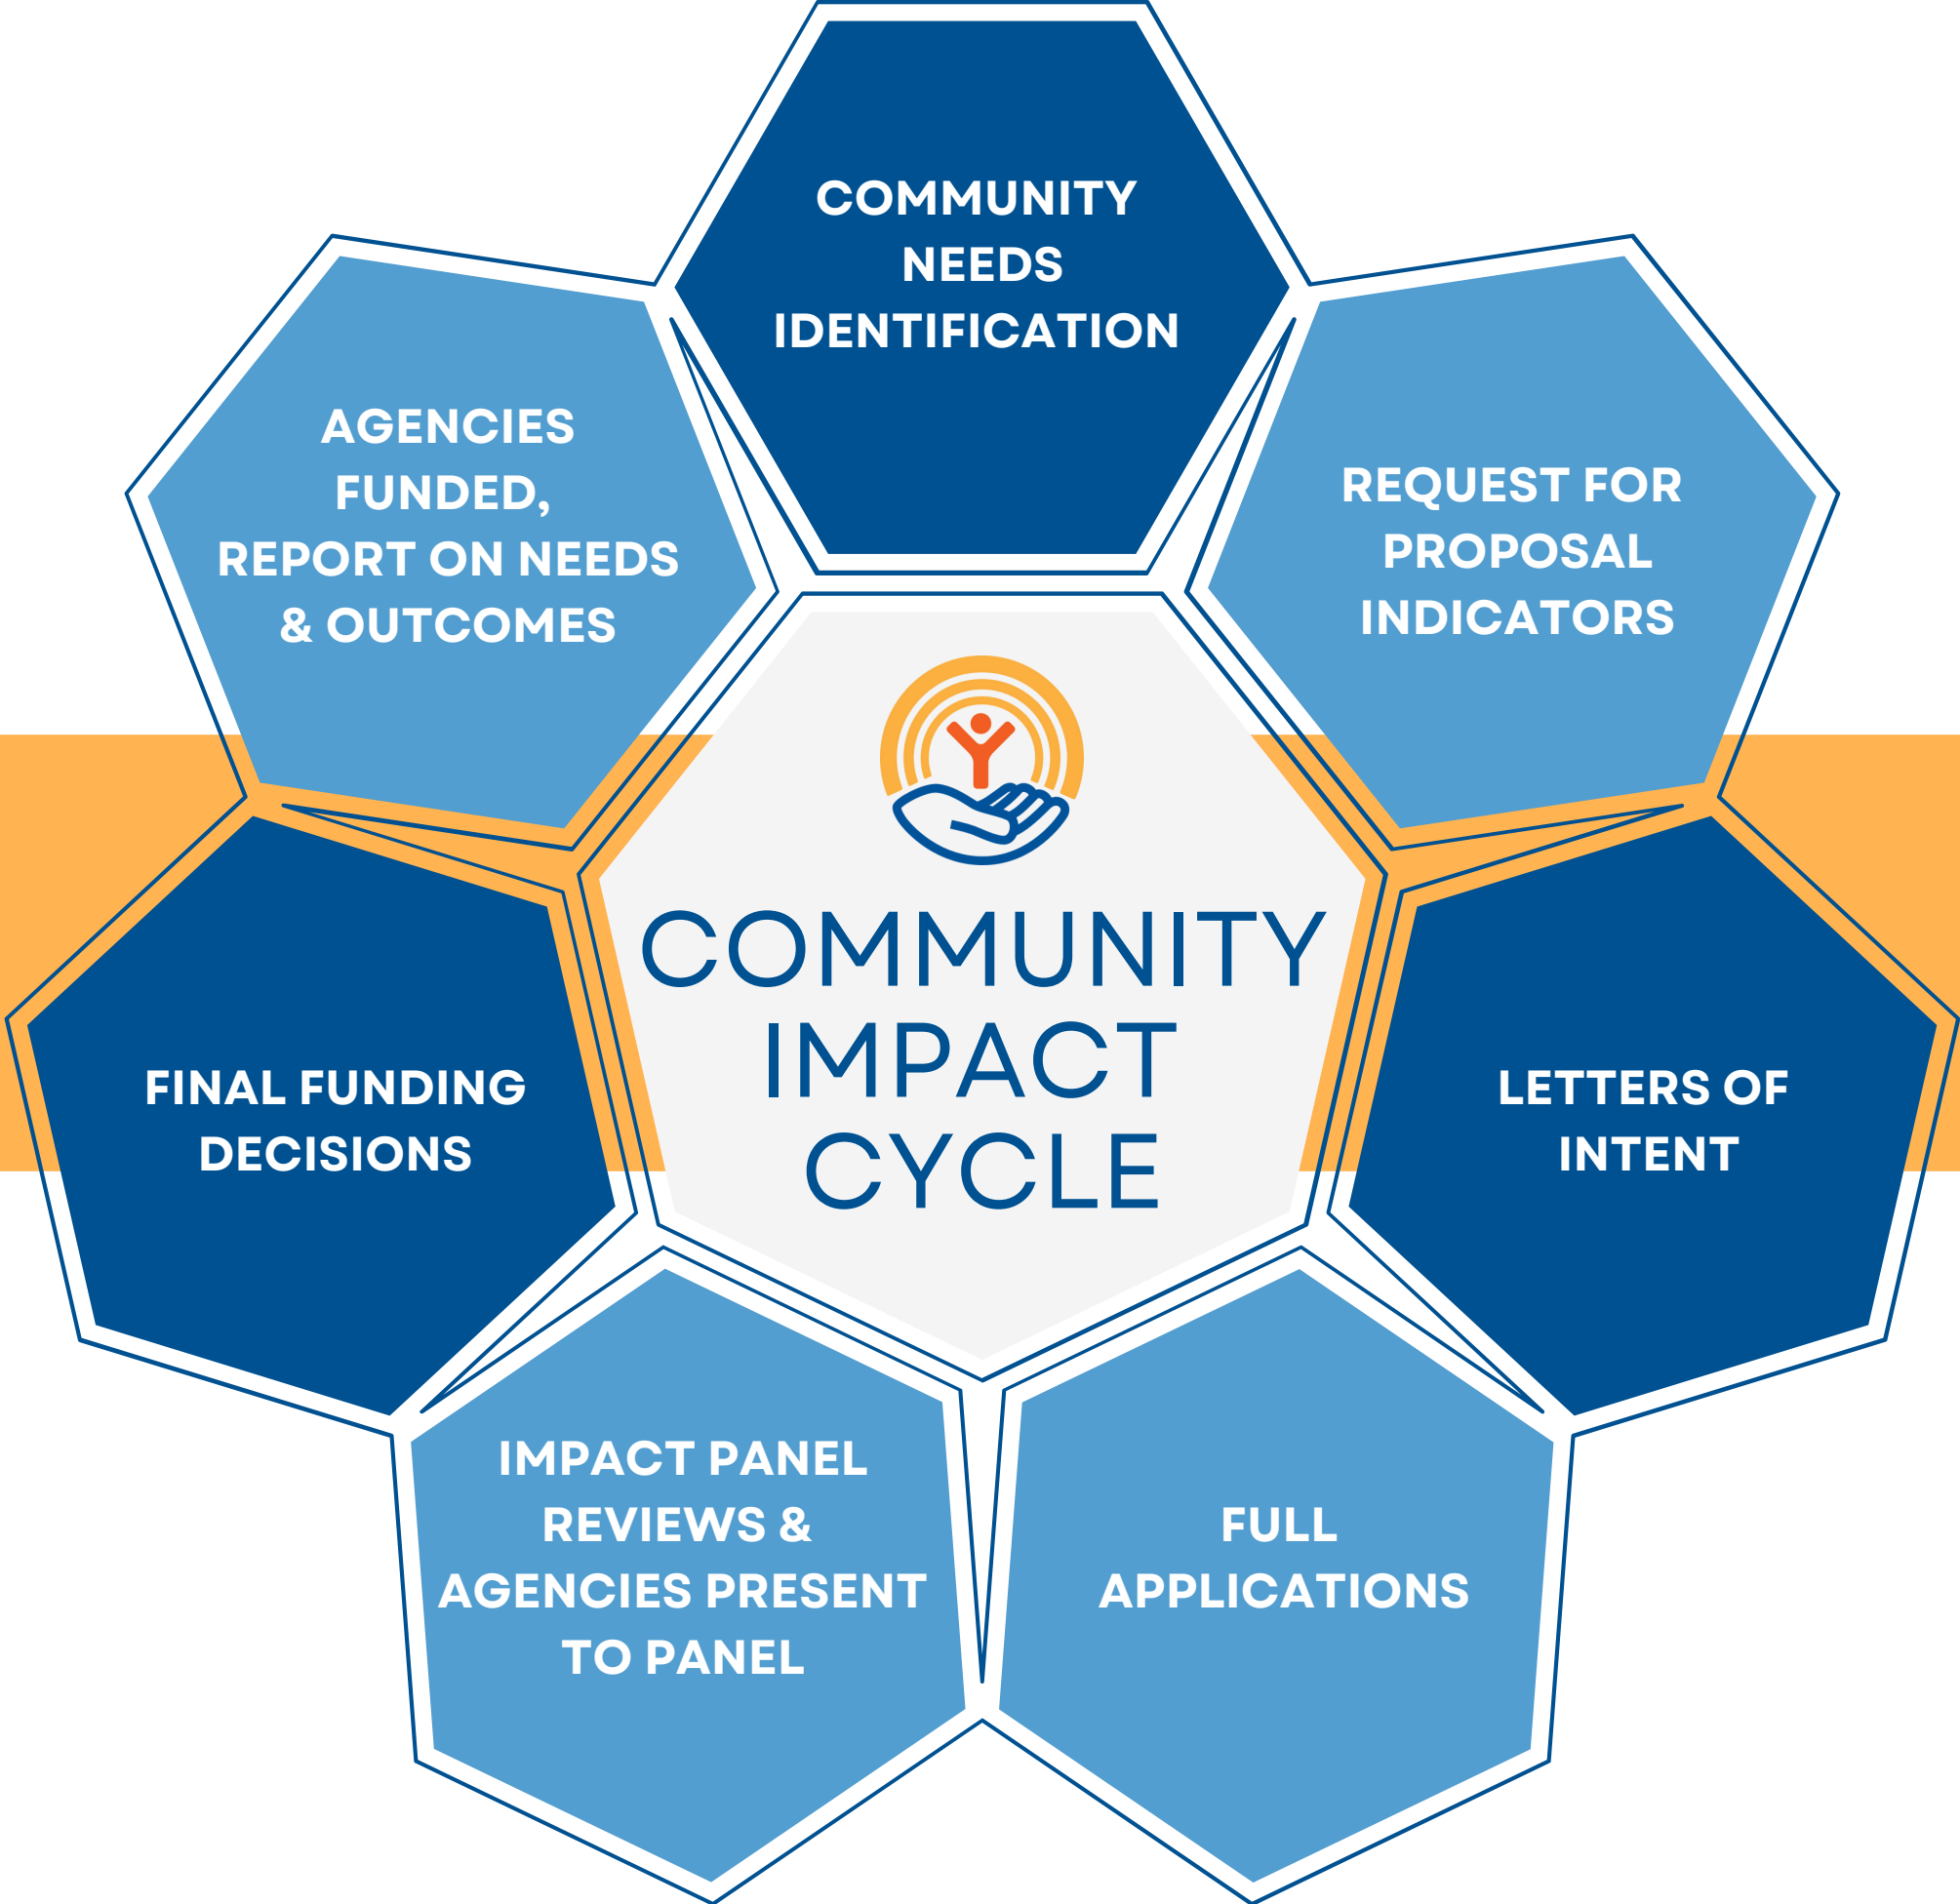 COMMUNITY
NEEDS
IDENTIFICATION
REQUEST FOR
PROPOSAL
INDICATORS
LETTERS OF
INTENT
FULL
APPLICATIONS
IMPACT PANEL
REVIEWS &
AGENCIES PRESENT
TO PANEL
FINAL FUNDING
DECISIONS
AGENCIES
FUNDED,
REPORT ON NEEDS
& OUTCOMES
COMMUNITY
IMPACT
CYCLE